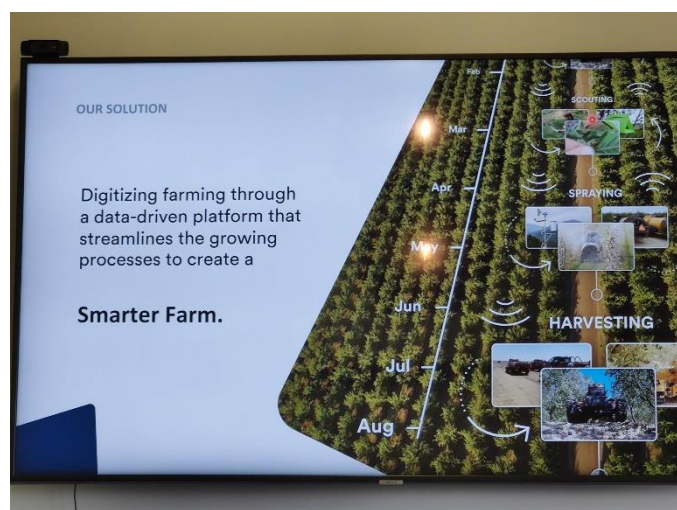 OUR SOLUTION
Digitizing farming through
a data-driven platform that
streamlines the growing
processes to create a
Smarter Farm.
Feb
Mar
Apr
May
Jun
Jul
Aug
SCOUTING
SPRAYING
HARVESTING